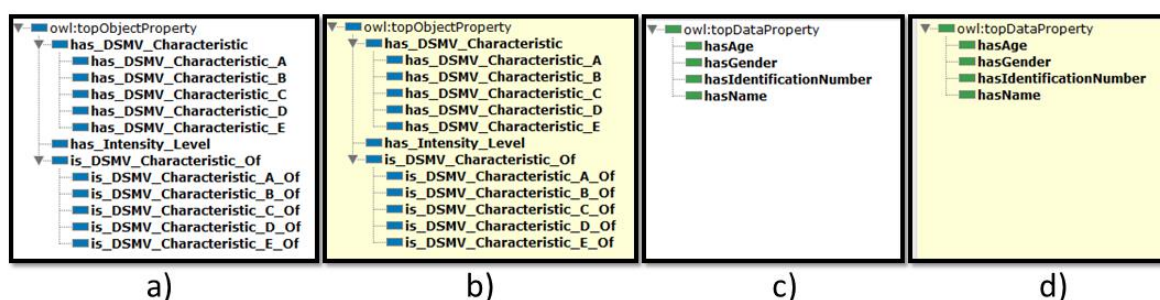 owl:topObjectProperty
has_DSMV_Characteristic
has_DSMV_Characteristic_A
has_DSMV_Characteristic_B
has_DSMV_Characteristic_C
has_DSMV_Characteristic_D
has_DSMV_Characteristic_E
has_Intensity_Level
is_DSMV_Characteristic_Of
is_DSMV_Characteristic_A_Of
is_DSMV_Characteristic_B_Of
is_DSMV_Characteristic_C_Of
is_DSMV_Characteristic_D_Of
is_DSMV_Characteristic_E_Of
a)
owl:topObjectProperty
has_DSMV_Characteristic
has_DSMV_Characteristic_A
has_DSMV_Characteristic_B
has_DSMV_Characteristic_C
has_DSMV_Characteristic_D
has_DSMV_Characteristic_E
has_Intensity_Level
is_DSMV_Characteristic_Of
is_DSMV_Characteristic_A_Of
is_DSMV_Characteristic_B_Of
is_DSMV_Characteristic_C_Of
is_DSMV_Characteristic_D_Of
is_DSMV_Characteristic_E_Of
b)
owl:topDataProperty
hasAge
hasGender
hasIdentificationNumber
hasName
c)
owl:topDataProperty
hasAge
hasGender
hasIdentificationNumber
hasName
d)